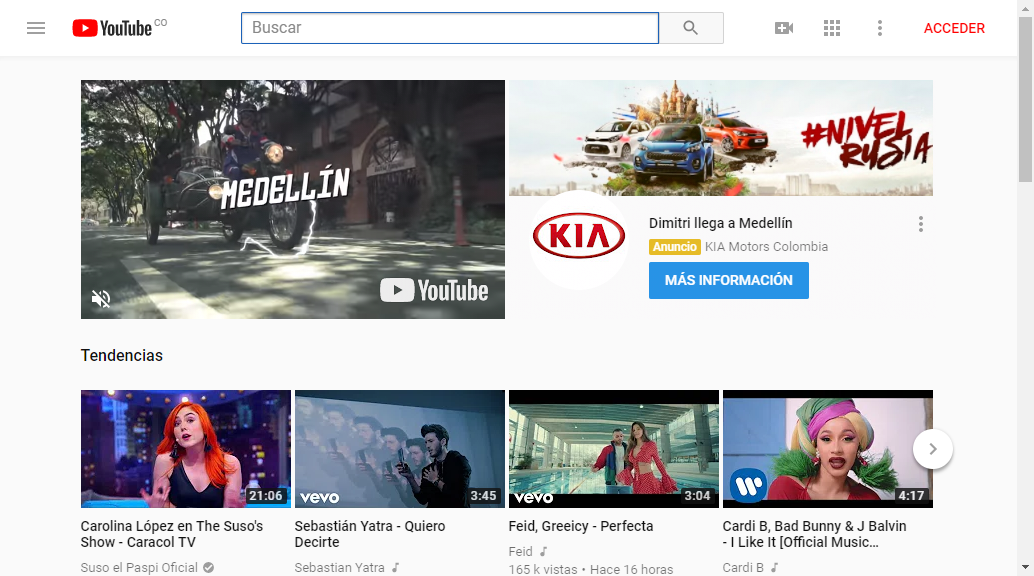 YouTube CO
Buscar
ACCEDER
MEDELLÍN
YouTube
#NIVEL
RUSIA
KIA
Dimitri llega a Medellín
Anuncio KIA Motors Colombia
MÁS INFORMACIÓN
Tendencias
21:06
vevo 3:45
vevo 3:04
4:17
Carolina López en The Suso's
Show - Caracol TV
Suso el Paspi Oficial
Sebastián Yatra - Quiero
Decirte
Sebastian Yatra
Feid, Greeicy - Perfecta
Feid
165 k vistas • Hace 16 horas
Cardi B, Bad Bunny & J Balvin
- I Like It [Official Music…
Cardi B